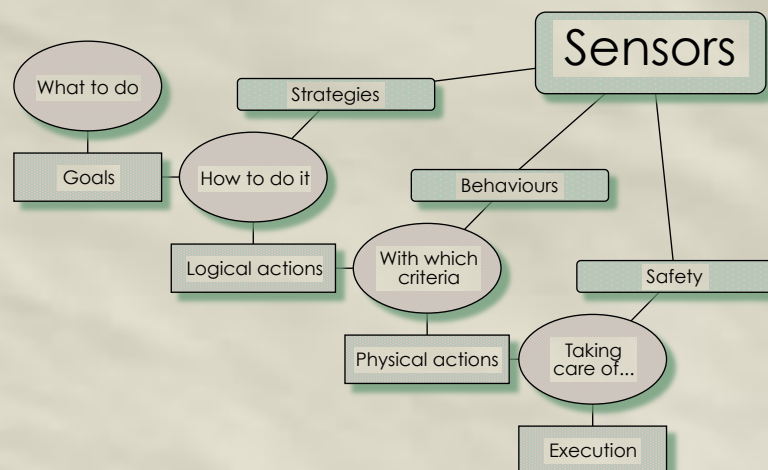 Sensors
What to do
Strategies
Goals
How to do it
Behaviours
Logical actions
With which
criteria
Safety
Physical actions
Taking
care of...
Execution